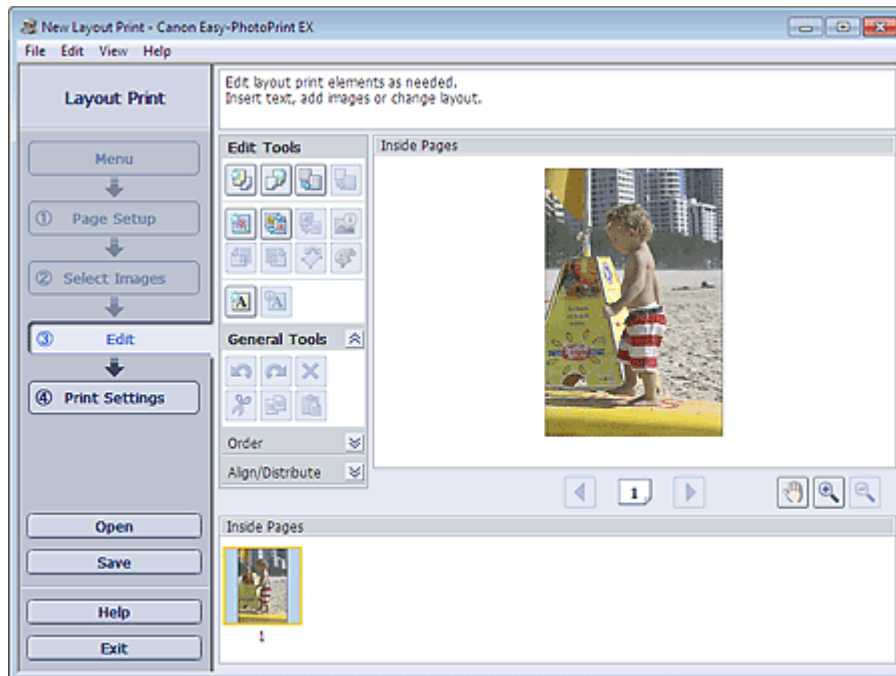 New Layout Print - Canon Easy-PhotoPrint EX
File Edit View Help
Layout Print
Edit layout print elements as needed.
Insert text, add images or change layout.
Menu
① Page Setup
② Select Images
③ Edit
④ Print Settings
Open
Save
Help
Exit
Edit Tools
A
A
General Tools
Order
Align/Distribute
Inside Pages
1
Inside Pages
1